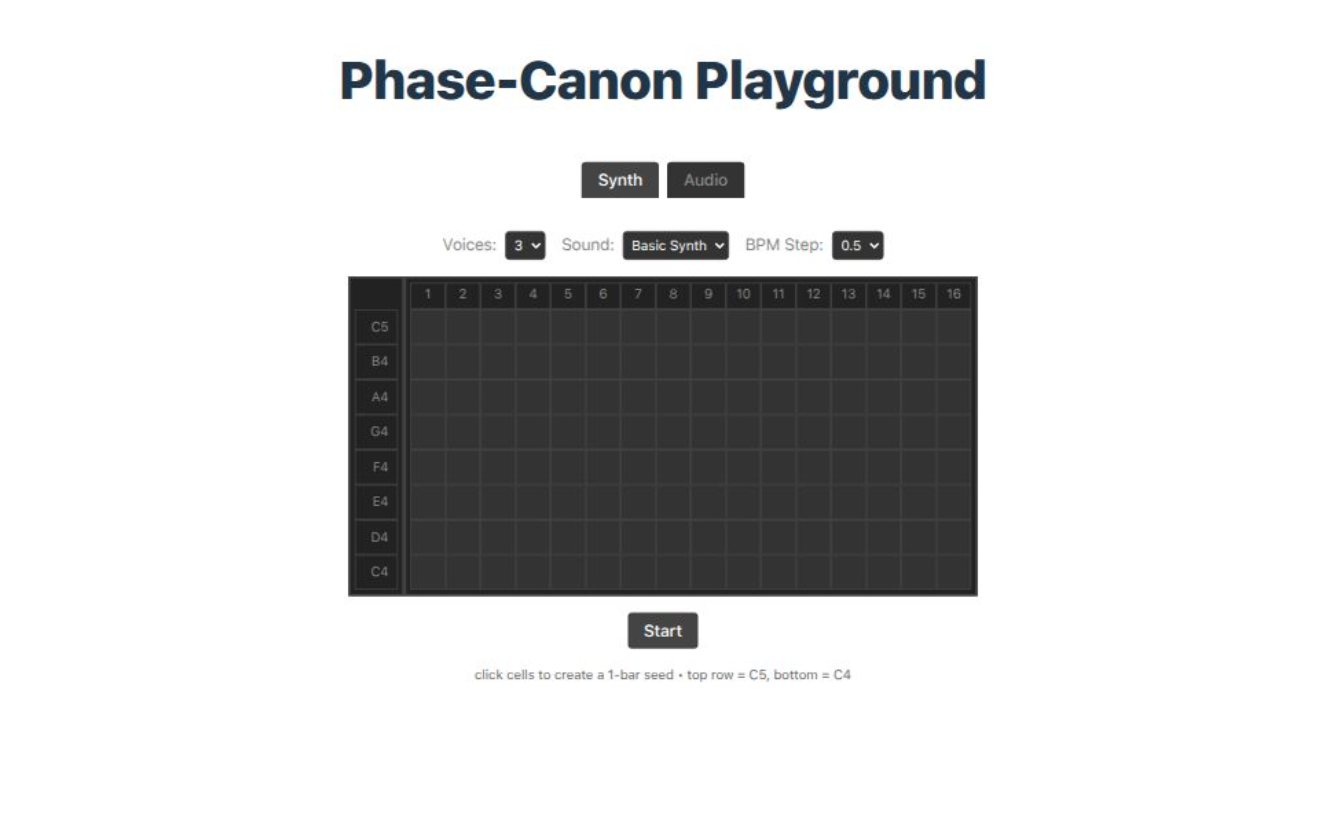 Phase-Canon Playground
Synth Audio
Voices: 3 Sound: Basic Synth BPM Step: 0.5
1 2 3 4 5 6 7 8 9 10 11 12 13 14 15 16
C5
B4
A4
G4
F4
E4
D4
C4
Start
click cells to create a 1-bar seed • top row = C5, bottom = C4